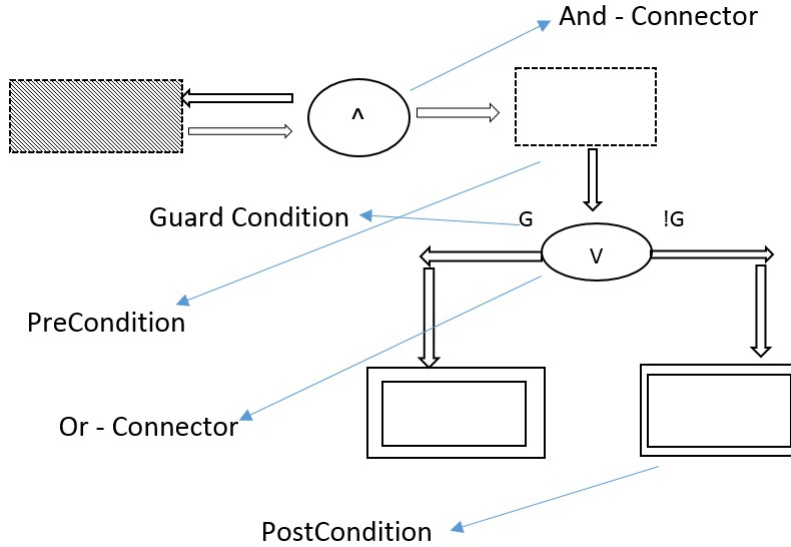 And - Connector
^
Guard Condition
G
!G
V
PreCondition
Or - Connector
PostCondition